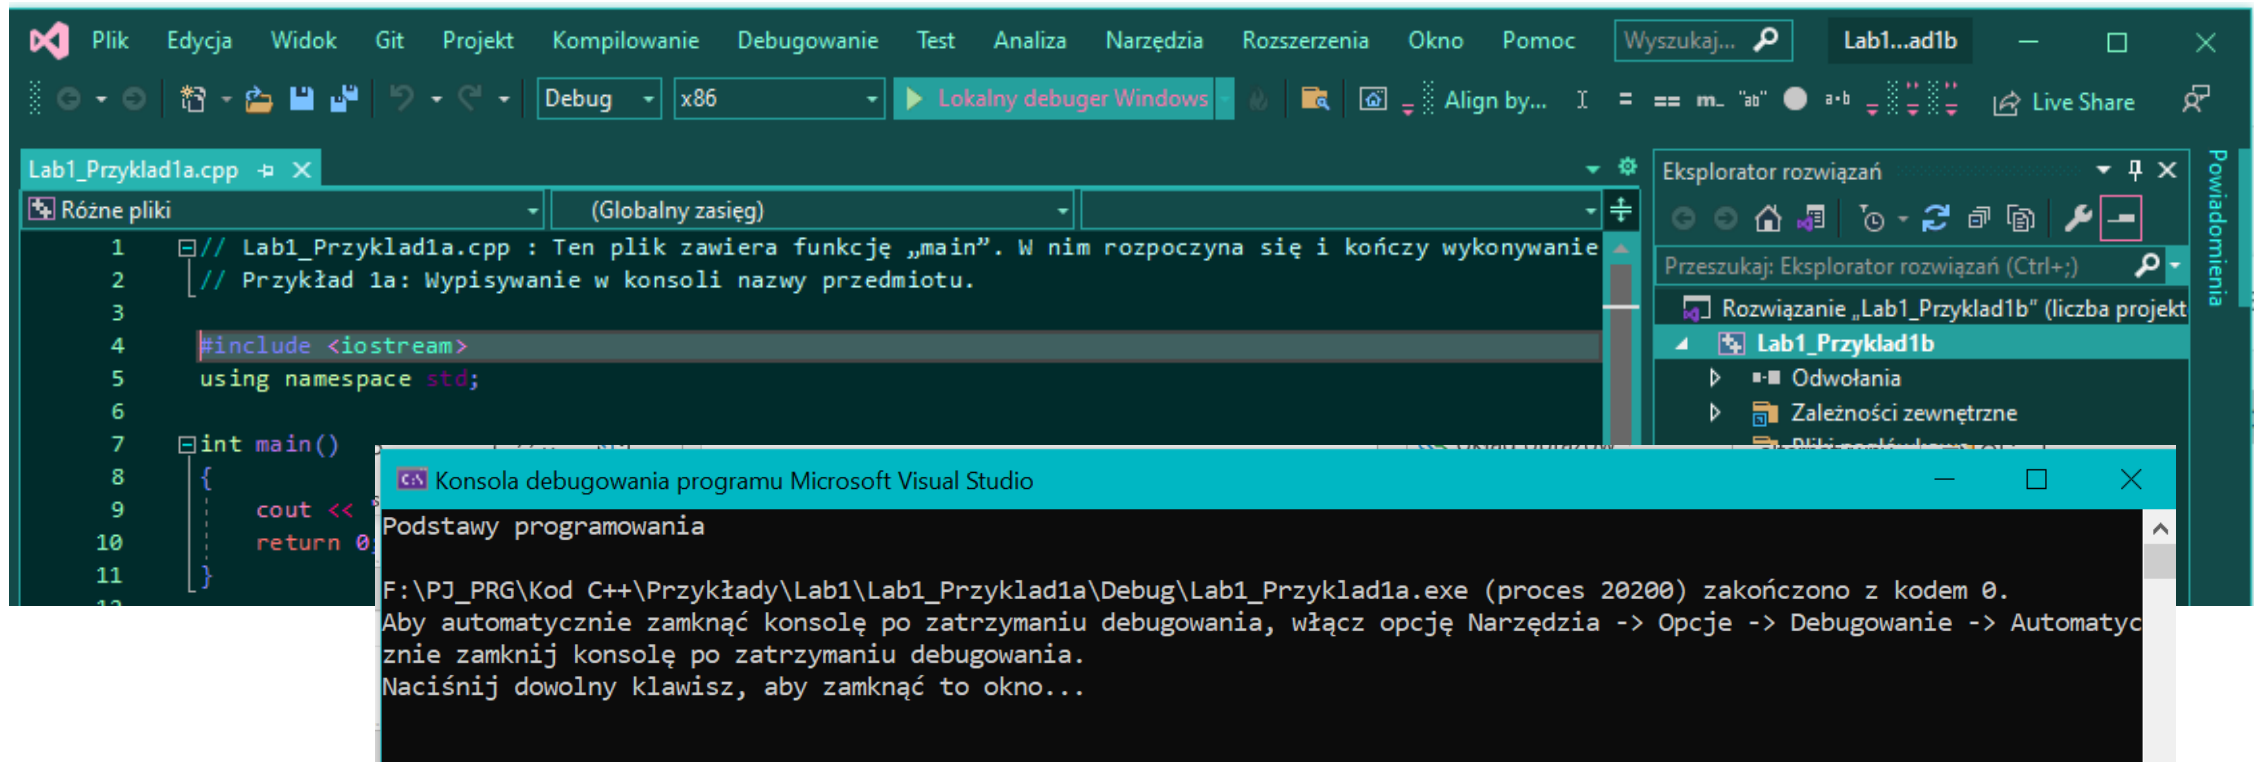 Plik Edycja Widok Git Projekt Kompilowanie Debugowanie Test Analiza Narzędzia Rozszerzenia Okno Pomoc Wyszukaj... Lab1...ad1b
Debug x86 Lokalny debuger Windows Align by... = == m_ "ab" a+b Live Share
Lab1_Przyklad1a.cpp
Różne pliki (Globalny zasięg)
1 // Lab1_Przyklad1a.cpp : Ten plik zawiera funkcję „main”. W nim rozpoczyna się i kończy wykonywanie
2 // Przykład 1a: Wypisywanie w konsoli nazwy przedmiotu.
3
4 #include <iostream>
5 using namespace std;
6
7 int main()
8 {
9 cout <<
10 return 0;
11 }
Eksplorator rozwiązań
Przeszukaj: Eksplorator rozwiązań (Ctrl+;)
Rozwiązanie „Lab1_Przyklad1b” (liczba projekt
Lab1_Przyklad1b
Odwołania
Zależności zewnętrzne
Powiadomienia
Konsola debugowania programu Microsoft Visual Studio
Podstawy programowania
F:\PJ_PRG\Kod C++\Przykłady\Lab1\Lab1_Przyklad1a\Debug\Lab1_Przyklad1a.exe (proces 20200) zakończono z kodem 0.
Aby automatycznie zamknąć konsolę po zatrzymaniu debugowania, włącz opcję Narzędzia -> Opcje -> Debugowanie -> Automatyc
znie zamknij konsolę po zatrzymaniu debugowania.
Naciśnij dowolny klawisz, aby zamknąć to okno...